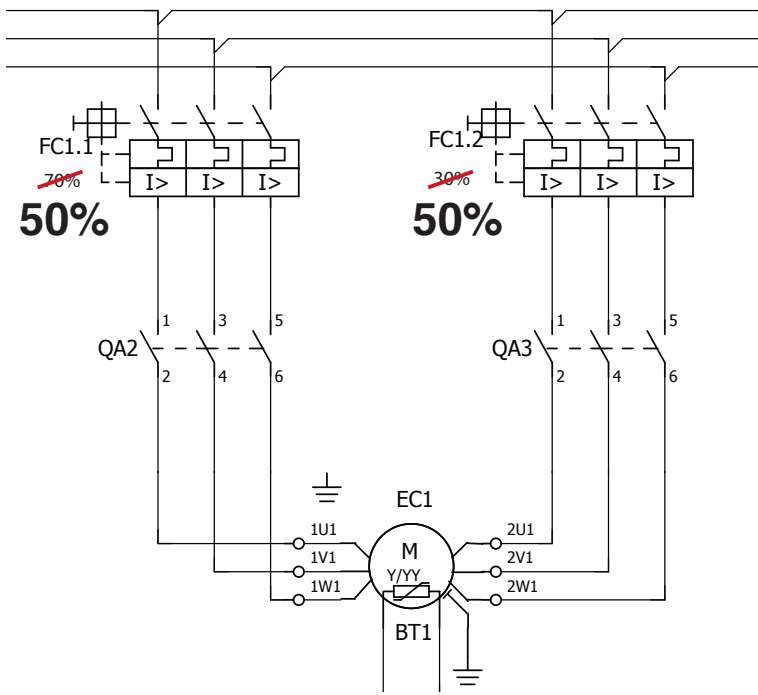 FC1.1
70%
50%
I> I> I>
FC1.2
30%
50%
I> I> I>
QA2
1 3 5
2 4 6
QA3
1 3 5
2 4 6
EC1
1U1
1V1
1W1
M
Y/YY
BT1
2U1
2V1
2W1